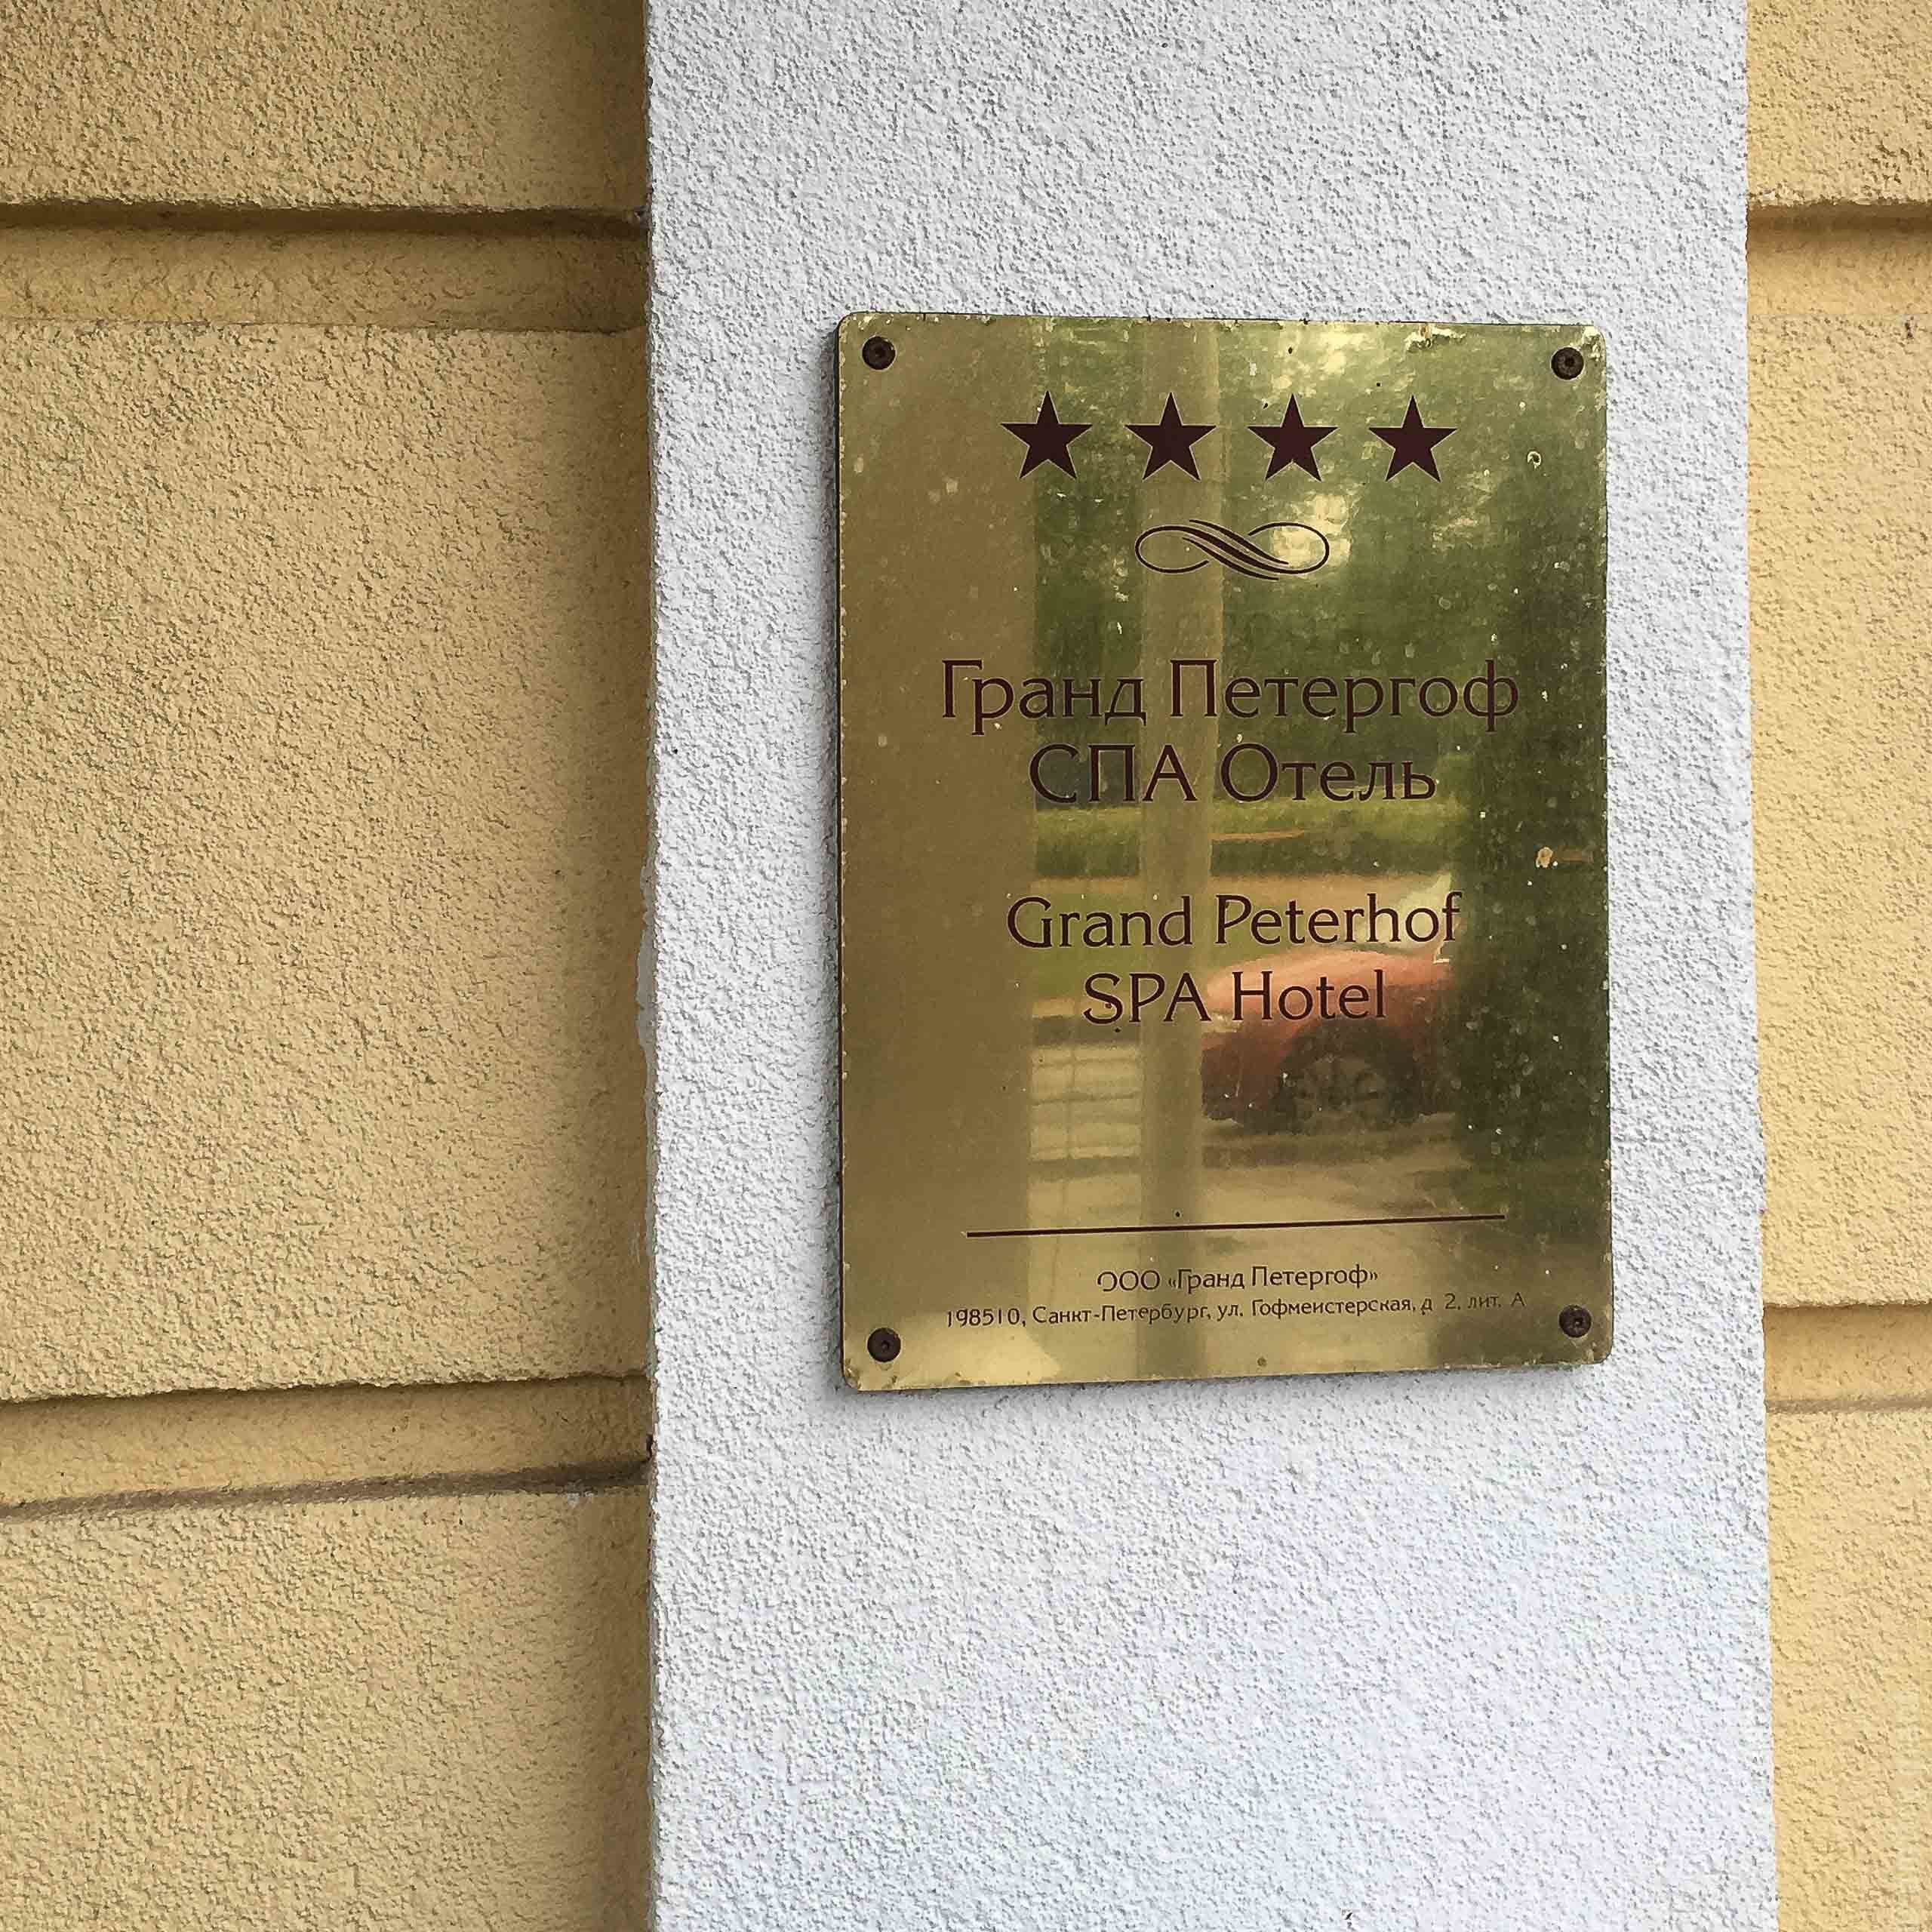 Гранд Петергоф
СПА Отель
Grand Peterhof
SPA Hotel
ООО «Гранд Петергоф»
198510, Санкт-Петербург, ул. Гофмейстерская, д. 2, лит. А